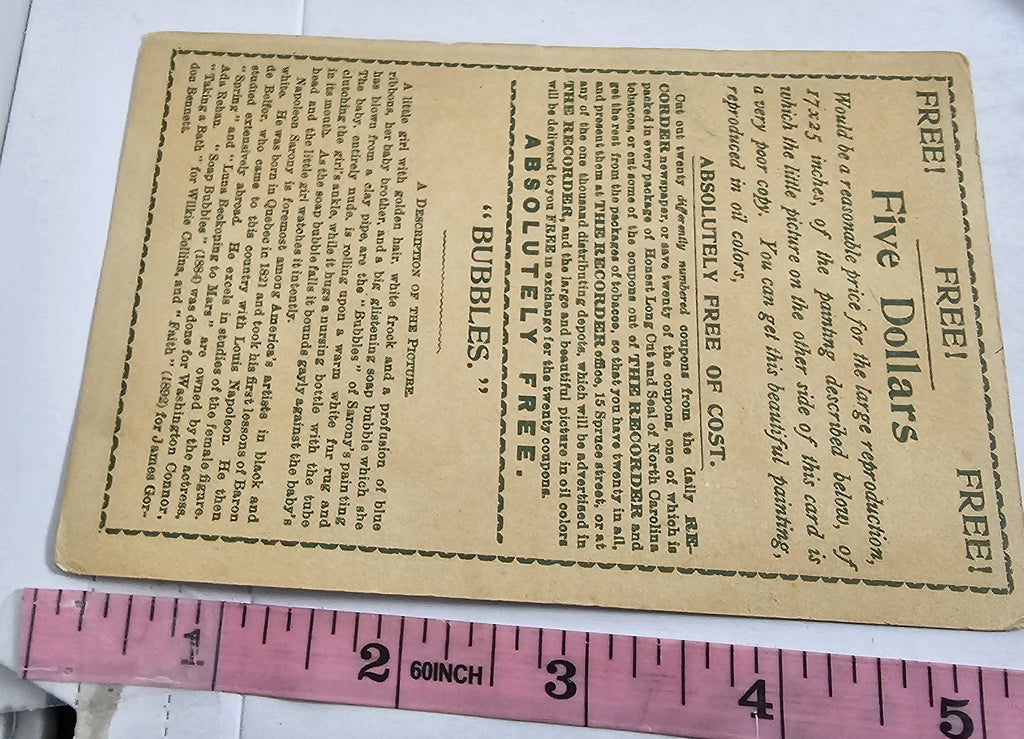 FREE! FREE! FREE!
Five Dollars
Would be a reasonable price for the large reproduction,
17x25 inches, of the painting described below, of
which the little picture on the other side of this card is
a very poor copy. You can get this beautiful painting,
reproduced in oil colors,
ABSOLUTELY FREE OF COST.
Cut out twenty differently numbered coupons from the daily RE-
CORDER newspaper, or save twenty of the coupons, one of which is
packed in every package of Honest Long Cut and Seal of North Carolina
tobaccos, or cut some of the coupons out of THE RECORDER and
get the rest from the packages of tobacco, so that you have twenty in all,
and present them at THE RECORDER office, 15 Spruce street, or at
any of the one thousand distributing depots, which will be advertised in
THE RECORDER, and the large and beautiful picture in oil colors
will be delivered to you FREE in exchange for the twenty coupons.
ABSOLUTELY FREE.
"BUBBLES."
A DESCRIPTION OF THE PICTURE.
A little girl with golden hair, white frock and a profusion of blue
ribbons, her baby brother, and a big glistening soap bubble which she
has blown from a clay pipe, are the "Bubbles" of Sarony's painting
The baby, entirely nude, is rolling upon a warm white fur rug and
clutching the girl's ankle, while it hugs a nursing bottle with the tube
in its mouth. As the soap bubble falls it bounds gayly against the baby's
head and the little girl watches it intently.
Napoleon Sarony is foremost among America's artists in black and
white. He was born in Quebec in 1821 and took his first lessons of Baron
de Belfor, who came to this country with Louis Napoleon. He then
studied extensively abroad. He excels in studies of the female figure.
"Spring" and "Luna Beckoning to Mars" are owned by the actress,
Ada Rehan. "Soap Bubbles" (1884) was done for Washington Connor,
"Taking a Bath" for Wilkie Collins, and "Faith" (1892) for James Gor-
don Bennett.
1
2
60INCH
3
4
5